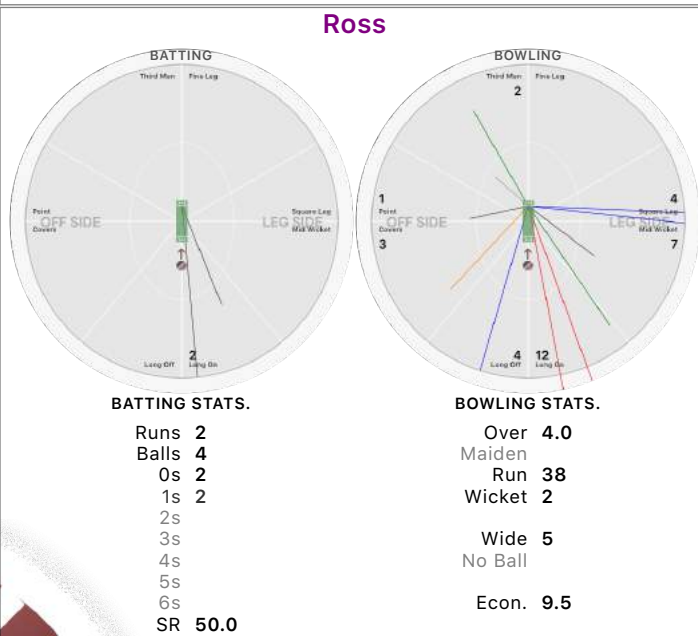 Ross
BATTING
Third Man Fine Leg
Point
OFF SIDE
Covers
Square Leg
LEG SIDE
Mid Wicket
2
Long Off Long On
BATTING STATS.
Runs 2
Balls 4
0s 2
1s 2
2s
3s
4s
5s
6s
SR 50.0
BOWLING
Third Man Fine Leg
2
1
Point
OFF SIDE
Covers
3
4
Square Leg
LEG SIDE
Mid Wicket
7
4 12
Long Off Long On
BOWLING STATS.
Over 4.0
Maiden
Run 38
Wicket 2
Wide 5
No Ball
Econ. 9.5